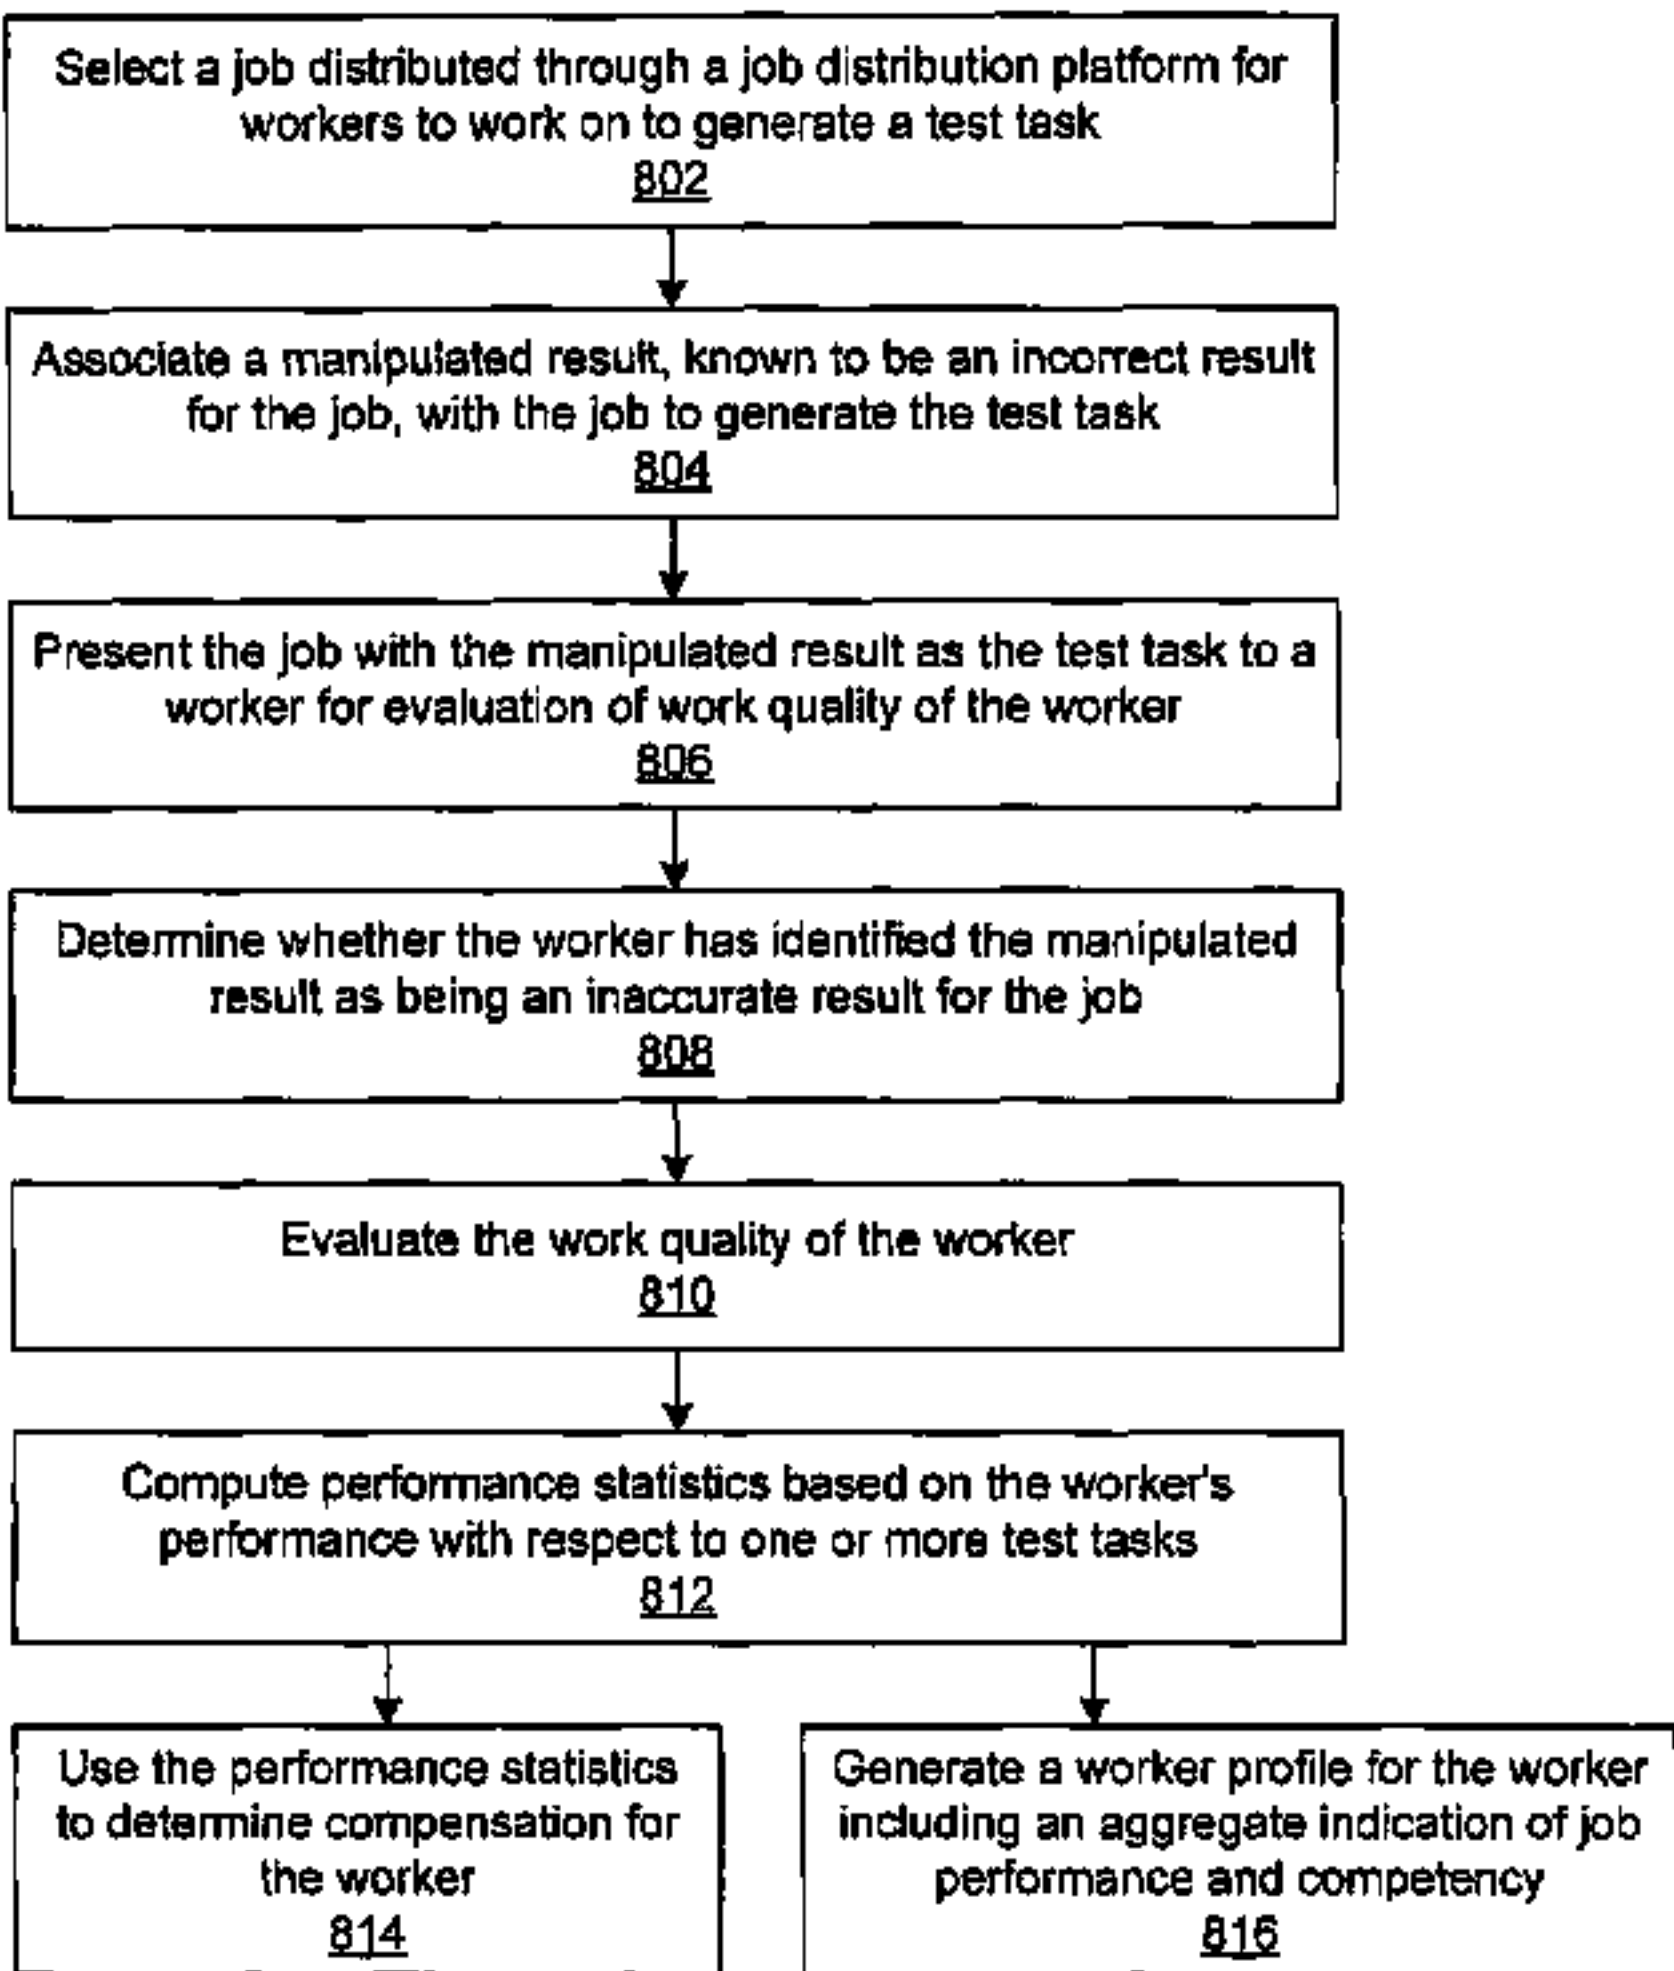 Select a job distributed through a job distribution platform for
workers to work on to generate a test task
802
Associate a manipulated result, known to be an incorrect result
for the job, with the job to generate the test task
804
Present the job with the manipulated result as the test task to a
worker for evaluation of work quality of the worker
806
Determine whether the worker has identified the manipulated
result as being an inaccurate result for the job
808
Evaluate the work quality of the worker
810
Compute performance statistics based on the worker's
performance with respect to one or more test tasks
812
Use the performance statistics
to determine compensation for
the worker
814
Generate a worker profile for the worker
including an aggregate indication of job
performance and competency
816